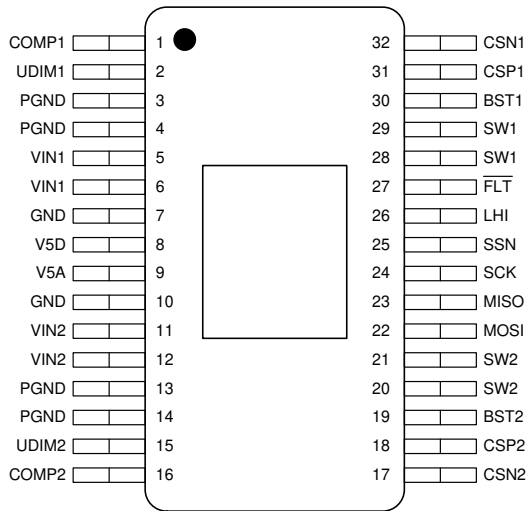 COMP1 1 32 CSN1
UDIM1 2 31 CSP1
PGND 3 30 BST1
PGND 4 29 SW1
VIN1 5 28 SW1
VIN1 6 27 FLT
GND 7 26 LHI
V5D 8 25 SSN
V5A 9 24 SCK
GND 10 23 MISO
VIN2 11 22 MOSI
VIN2 12 21 SW2
PGND 13 20 SW2
PGND 14 19 BST2
UDIM2 15 18 CSP2
COMP2 16 17 CSN2